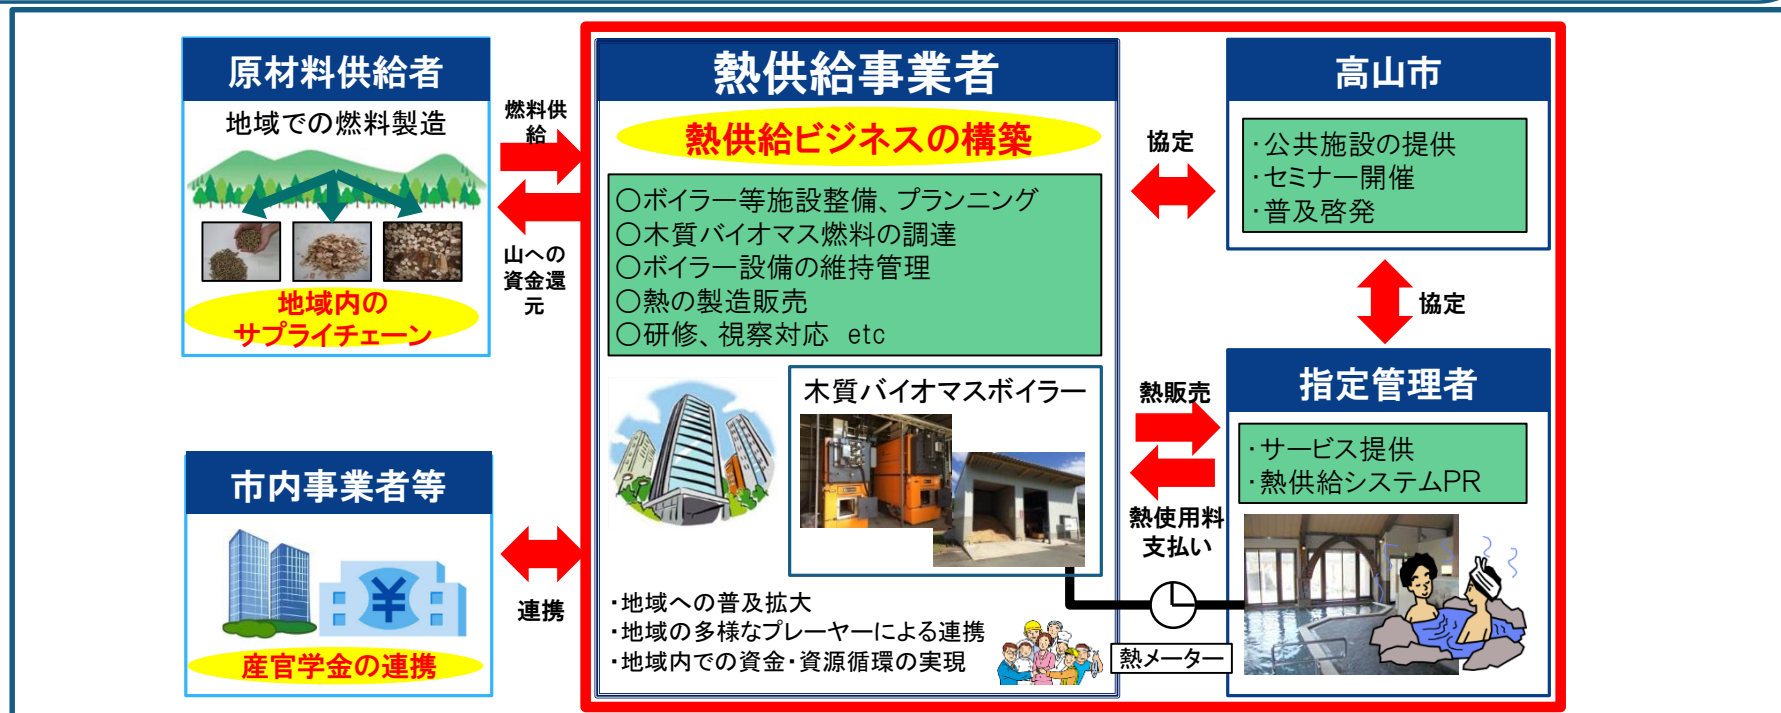 原材料供給者
地域での燃料製造
地域内の
サプライチェーン
燃料供
給
山への
資金還
元
市内事業者等
産官学金の連携
連携
熱供給事業者
熱供給ビジネスの構築
○ボイラー等施設整備、プランニング
○木質バイオマス燃料の調達
○ボイラー設備の維持管理
○熱の製造販売
○研修、視察対応 etc
木質バイオマスボイラー
・地域への普及拡大
・地域の多様なプレーヤーによる連携
・地域内での資金・資源循環の実現
協定
高山市
・公共施設の提供
・セミナー開催
・普及啓発
協定
熱販売
熱使用料
支払い
熱メーター
指定管理者
・サービス提供
・熱供給システムPR